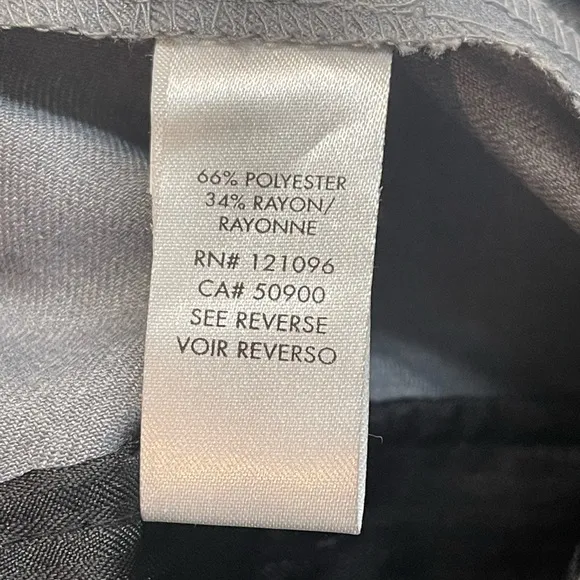 66% POLYESTER
34% RAYON/
RAYONNE
RN# 121096
CA# 50900
SEE REVERSE
VOIR REVERSO